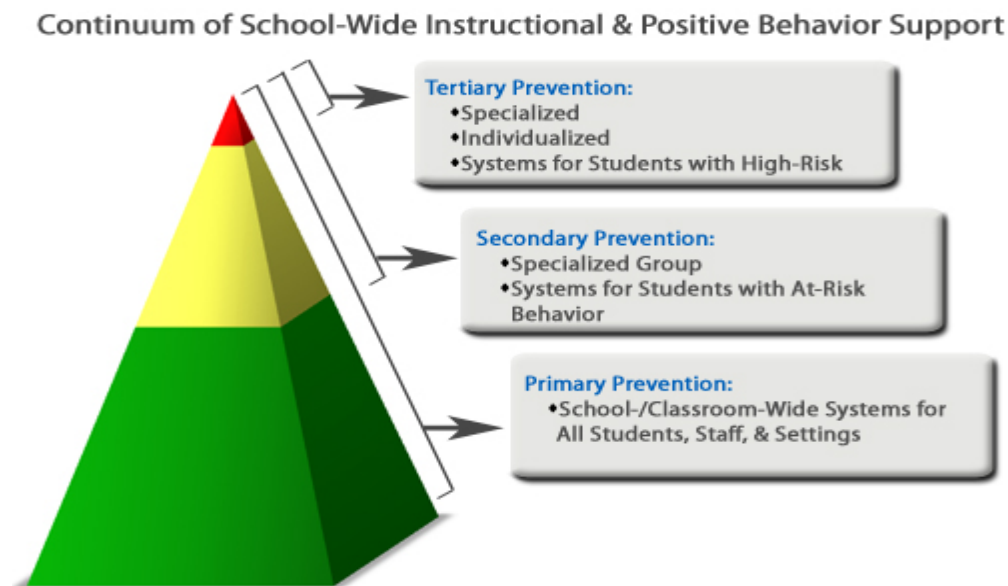 Continuum of School-Wide Instructional & Positive Behavior Support
Tertiary Prevention:
◆Specialized
◆Individualized
◆Systems for Students with High-Risk
Secondary Prevention:
◆Specialized Group
◆Systems for Students with At-Risk
Behavior
Primary Prevention:
◆School-/Classroom-Wide Systems for
All Students, Staff, & Settings